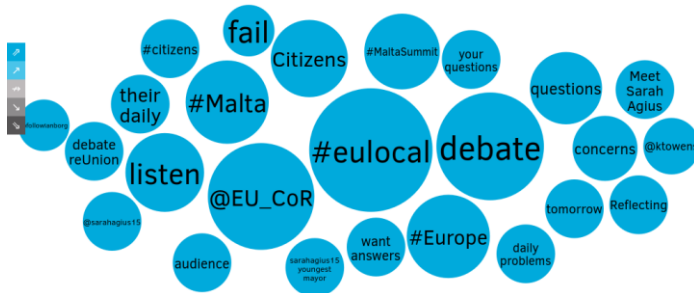 fail
#citizens
Citizens
#MaltaSummit
your
questions
their
daily
#Malta
questions
Meet
Sarah
Agius
debate
reUnion
listen
#eulocal
debate
concerns
@ktowens
@EU_CoR
@sarahagius15
audience
sarahagius15
youngest
mayor
want
answers
#Europe
daily
problems
tomorrow
Reflecting